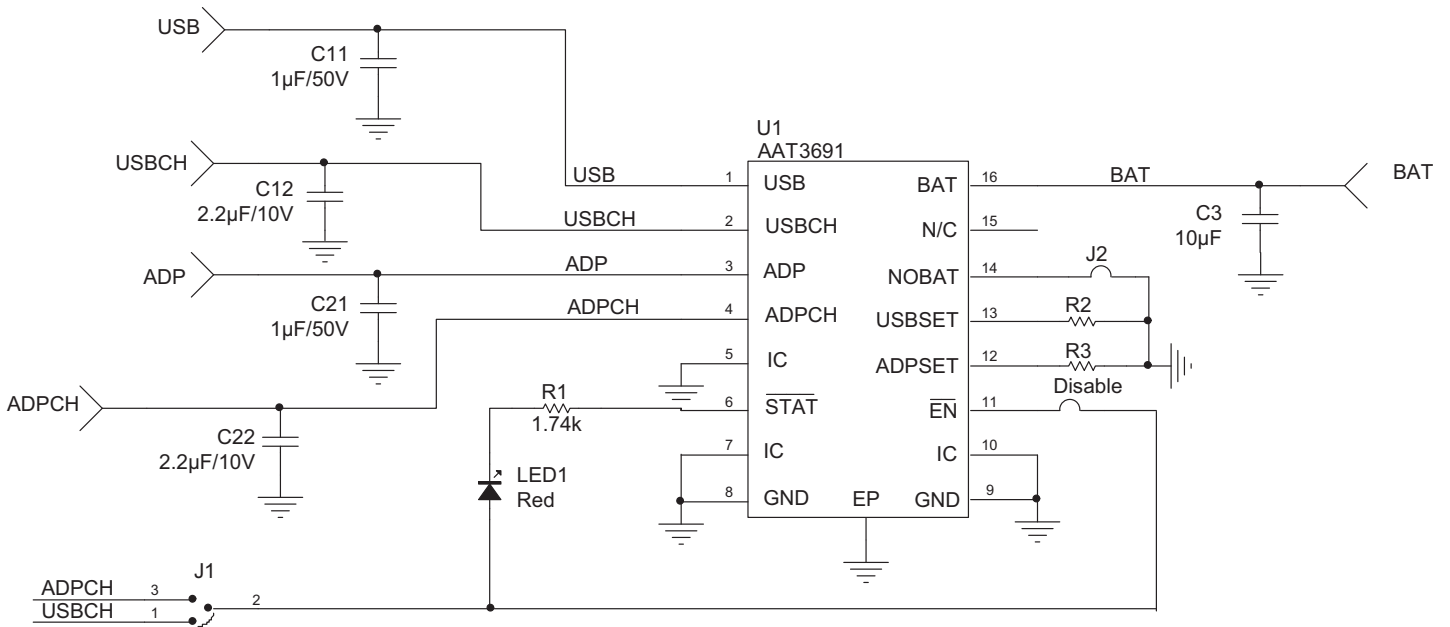 USB
C11
1µF/50V
U1
AAT3691
USBCH
C12
2.2µF/10V
USB
1
USB
BAT
16
BAT
BAT
USBCH
2
USBCH
N/C
15
C3
10µF
ADP
ADP
3
ADP
NOBAT
14
J2
C21
1µF/50V
ADPCH
4
ADPCH
USBSET
13
R2
5
IC
ADPSET
12
R3
Disable
ADPCH
R1
1.74k
6
STAT
EN
11
C22
2.2µF/10V
7
IC
IC
10
LED1
Red
8
GND
EP
GND
9
J1
ADPCH
3
2
USBCH
1